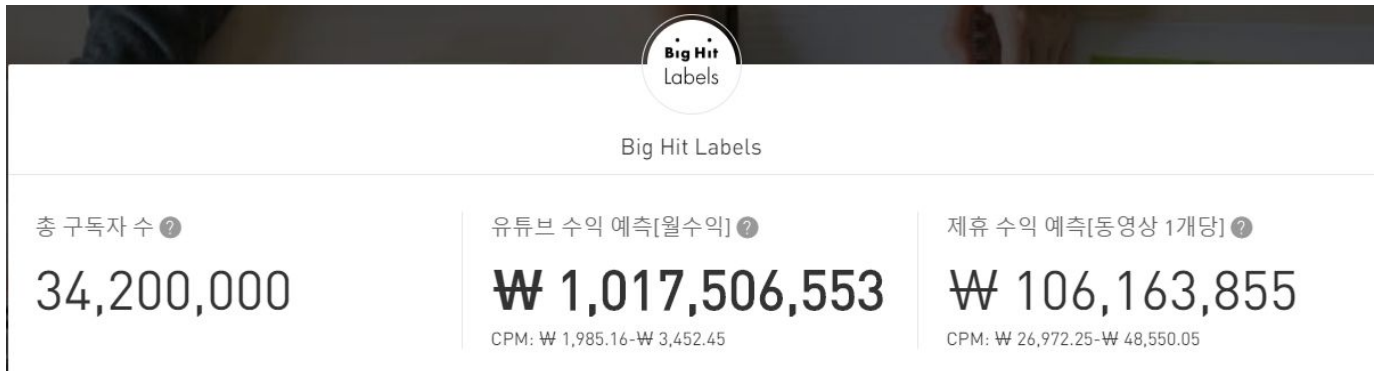 Big Hit
Labels
Big Hit Labels
총 구독자 수 ?
34,200,000
유튜브 수익 예측[월수익] ?
₩ 1,017,506,553
CPM: ₩ 1,985.16-₩ 3,452.45
제휴 수익 예측[동영상 1개당] ?
₩ 106,163,855
CPM: ₩ 26,972.25-₩ 48,550.05